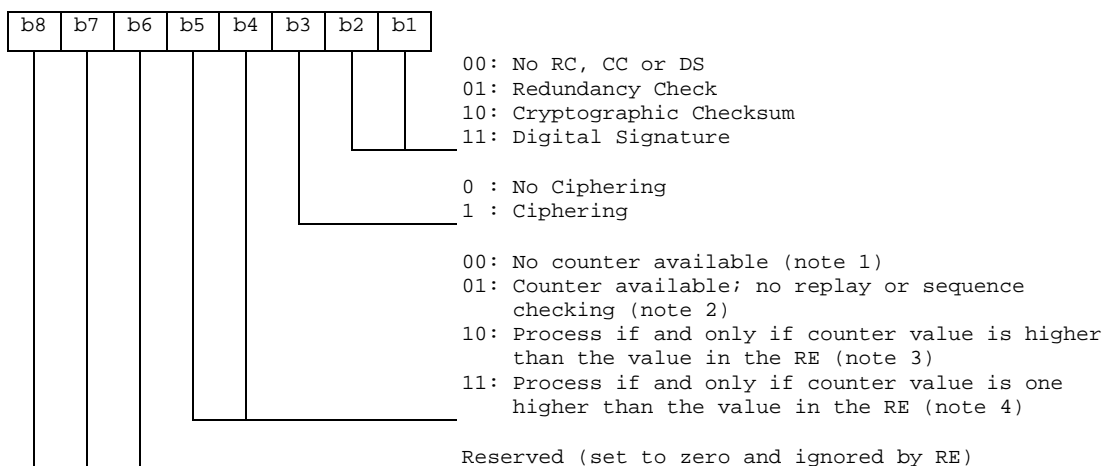 b8 b7 b6 b5 b4 b3 b2 b1
00: No RC, CC or DS
01: Redundancy Check
10: Cryptographic Checksum
11: Digital Signature
0 : No Ciphering
1 : Ciphering
00: No counter available (note 1)
01: Counter available; no replay or sequence
checking (note 2)
10: Process if and only if counter value is higher
than the value in the RE (note 3)
11: Process if and only if counter value is one
higher than the value in the RE (note 4)
Reserved (set to zero and ignored by RE)